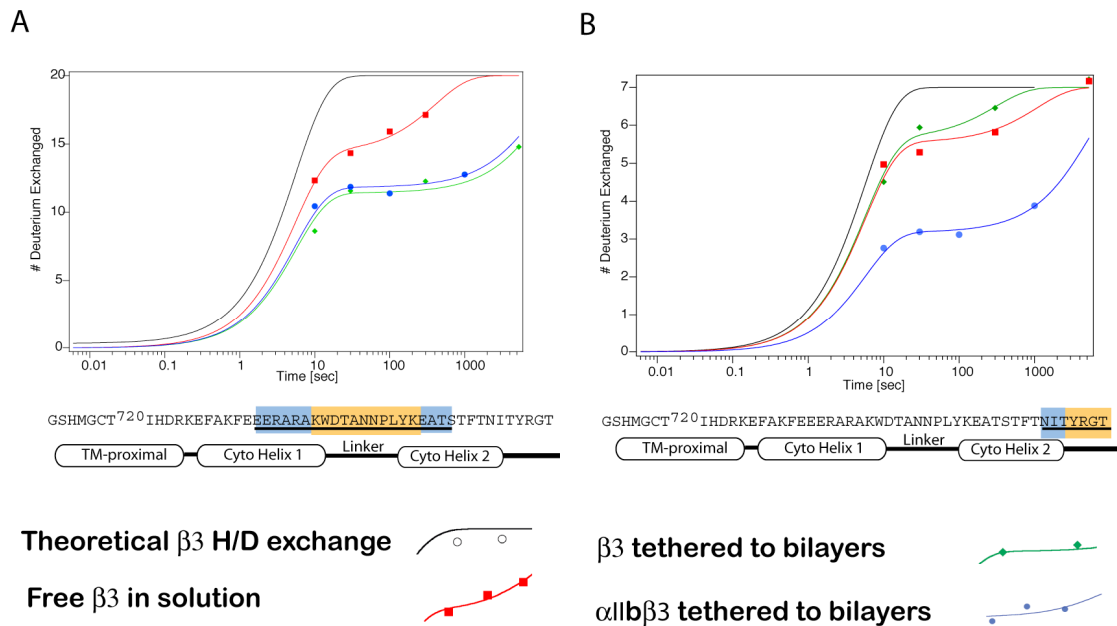 A
B
# Deuterium Exchanged
20
15
10
5
0
0.01
0.1
1
10
100
1000
Time [sec]
# Deuterium Exchanged
7
6
5
4
3
2
1
0
0.01
0.1
1
10
100
1000
Time [sec]
GSHMGCT720IHDRKEFAKFEEERARAKWDTANNPLYKEATSTFTNITYRGT
TM-proximal
Cyto Helix 1
Linker
Cyto Helix 2
GSHMGCT720IHDRKEFAKFEEERARAKWDTANNPLYKEATSTFTNITYRGT
TM-proximal
Cyto Helix 1
Linker
Cyto Helix 2
Theoretical β3 H/D exchange
Free β3 in solution
β3 tethered to bilayers
αIIbβ3 tethered to bilayers